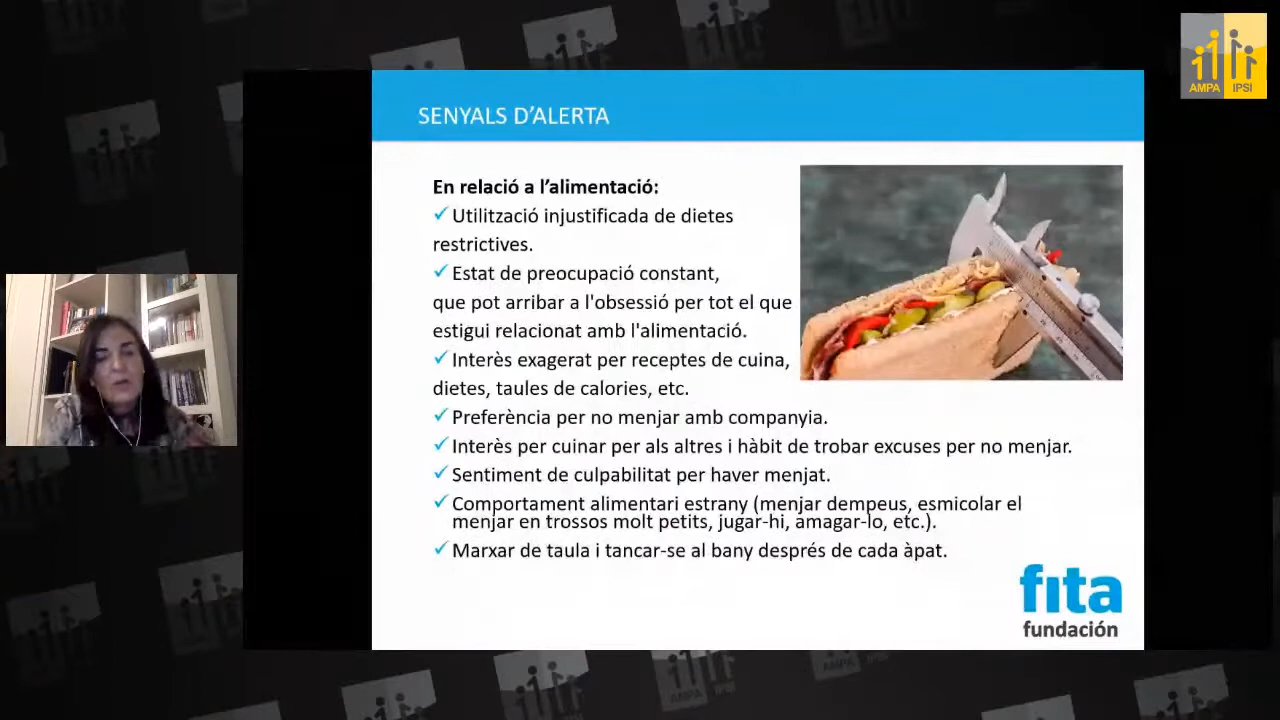 AMPA IPSI
SENYALS D'ALERTA
En relació a l'alimentació:
Utilització injustificada de dietes
restrictives.
Estat de preocupació constant,
que pot arribar a l'obsessió per tot el que
estigui relacionat amb l'alimentació.
Interès exagerat per receptes de cuina,
dietes, taules de calories, etc.
Preferència per no menjar amb companyia.
Interès per cuinar per als altres i hàbit de trobar excuses per no menjar.
Sentiment de culpabilitat per haver menjat.
Comportament alimentari estrany (menjar dempeus, esmicolar el
menjar en trossos molt petits, jugar-hi, amagar-lo, etc.).
Marxar de taula i tancar-se al bany després de cada àpat.
fita
fundación
AMPA